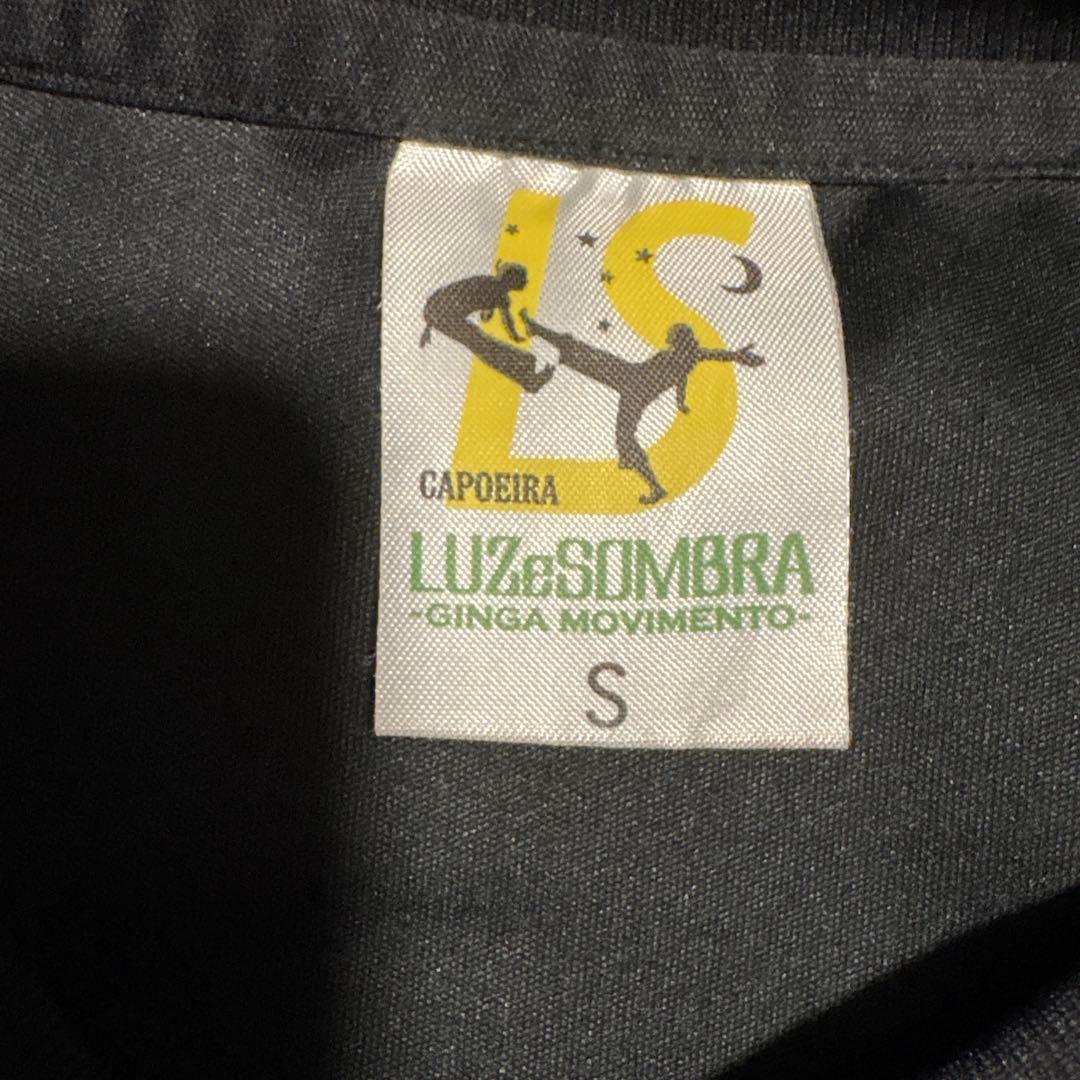 LS
CAPOEIRA
LUZeSOMBRA
-GINGA MOVIMENTO-
S